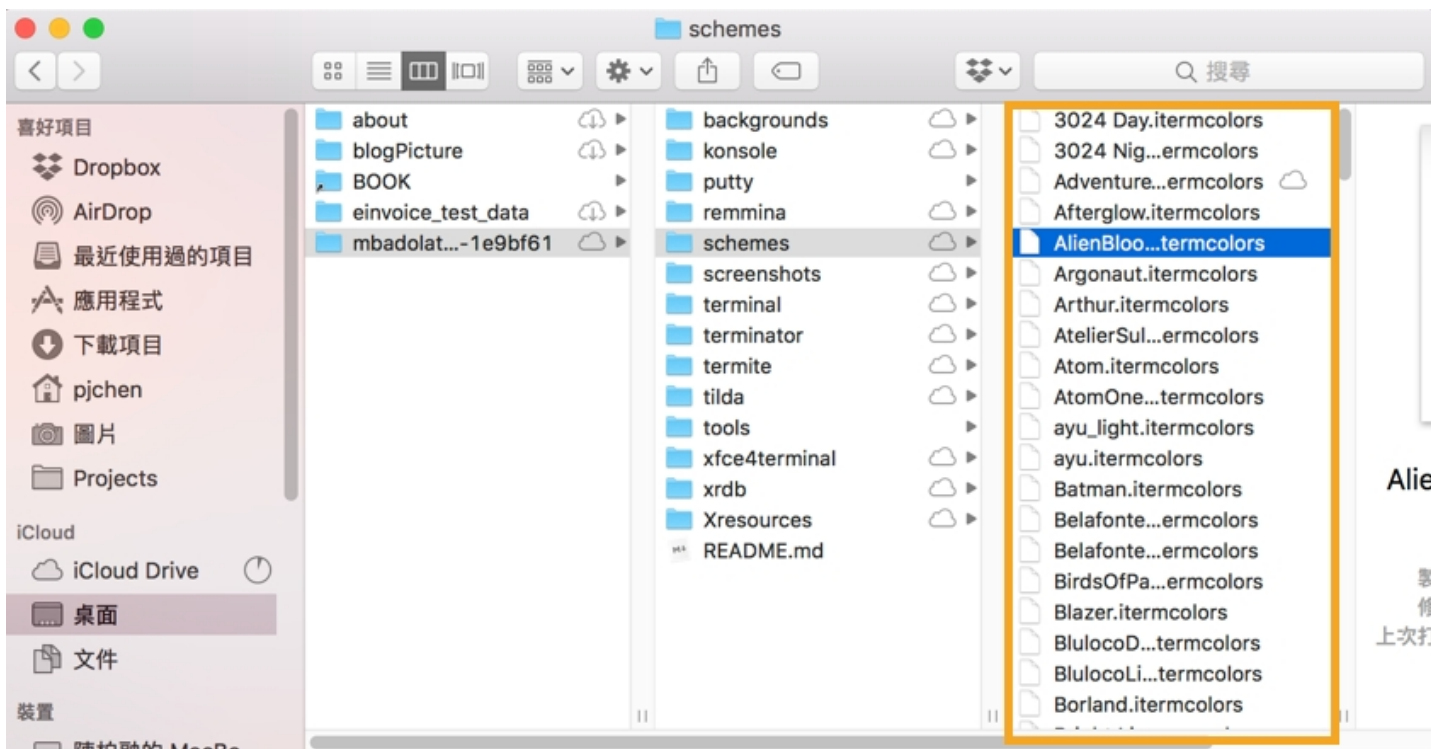 schemes
搜尋
喜好項目
Dropbox
AirDrop
最近使用過的項目
應用程式
下載項目
pjchen
圖片
Projects
iCloud
iCloud Drive
桌面
文件
裝置
about
blogPicture
BOOK
einvoice_test_data
mbadolat...-1e9bf61
backgrounds
konsole
putty
remmina
schemes
screenshots
terminal
terminator
termite
tilda
tools
xfce4terminal
xrdb
Xresources
README.md
3024 Day.itermcolors
3024 Nig...ermcolors
Adventure...ermcolors
Afterglow.itermcolors
AlienBloo...termcolors
Argonaut.itermcolors
Arthur.itermcolors
AtelierSul...ermcolors
Atom.itermcolors
AtomOne...termcolors
ayu_light.itermcolors
ayu.itermcolors
Batman.itermcolors
Belafonte...ermcolors
Belafonte...ermcolors
BirdsOfPa...ermcolors
Blazer.itermcolors
BlulocoD...termcolors
BlulocoLi...termcolors
Borland.itermcolors
Alie
製
修
上次打